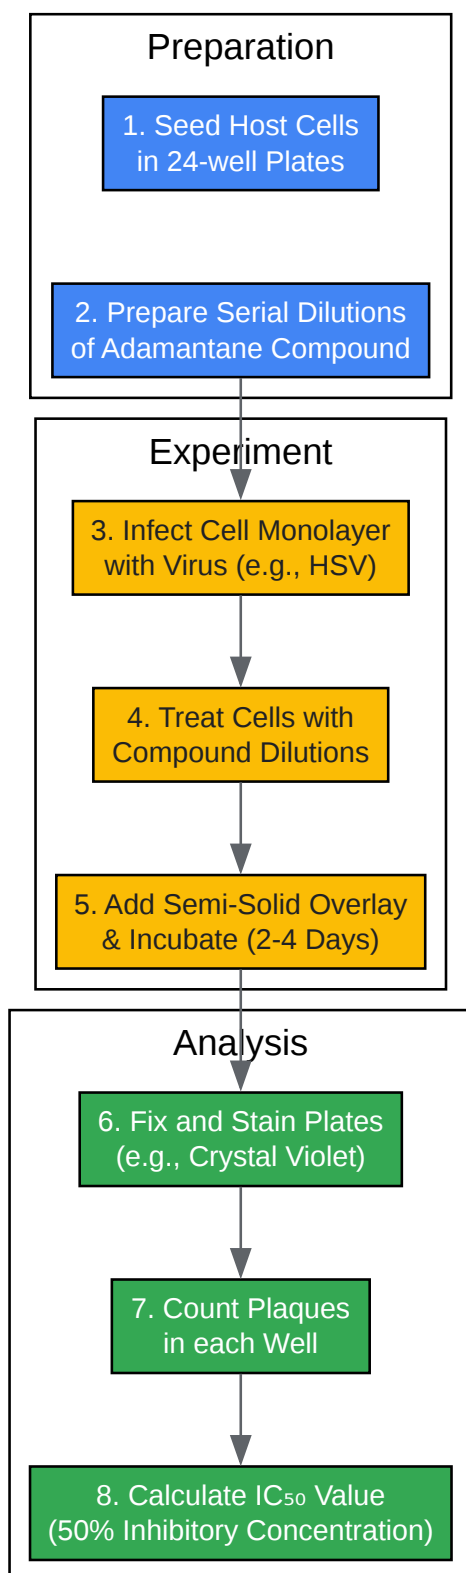 Preparation
1. Seed Host Cells
in 24-well Plates
2. Prepare Serial Dilutions
of Adamantane Compound
Experiment
3. Infect Cell Monolayer
with Virus (e.g., HSV)
4. Treat Cells with
Compound Dilutions
5. Add Semi-Solid Overlay
& Incubate (2-4 Days)
Analysis
6. Fix and Stain Plates
(e.g., Crystal Violet)
7. Count Plaques
in each Well
8. Calculate IC₅₀ Value
(50% Inhibitory Concentration)